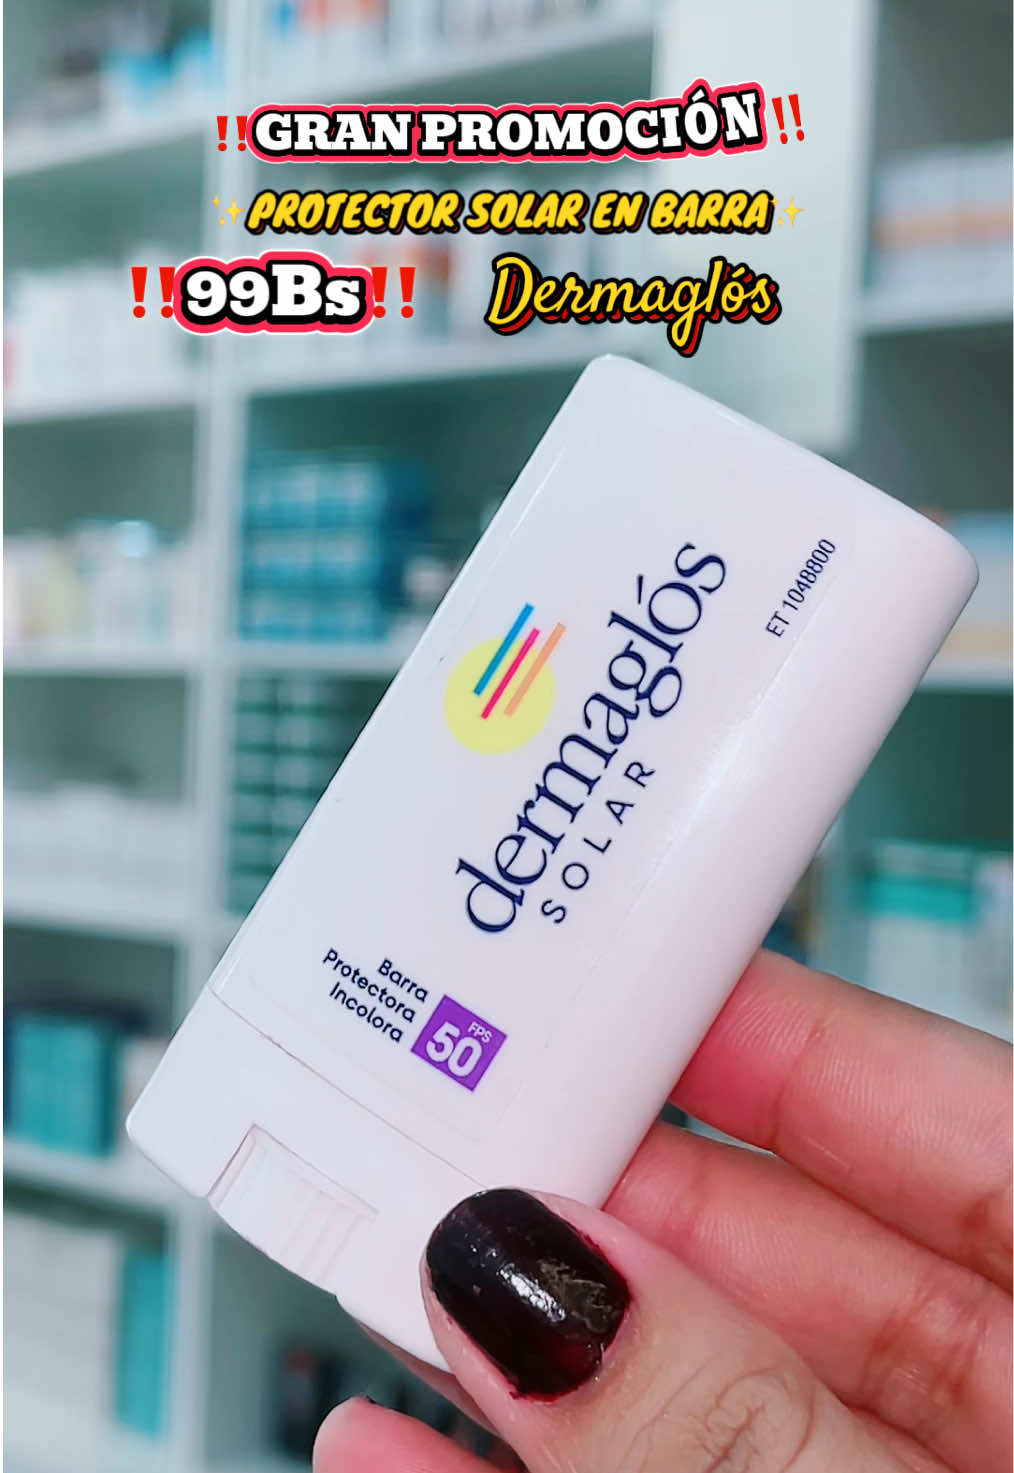 ‼GRAN PROMOCIÓN‼
✨PROTECTOR SOLAR EN BARRA✨
‼99Bs‼ Dermaglós
dermaglós
SOLAR
ET 1048800
Barra
Protectora
Incolora
FPS
50